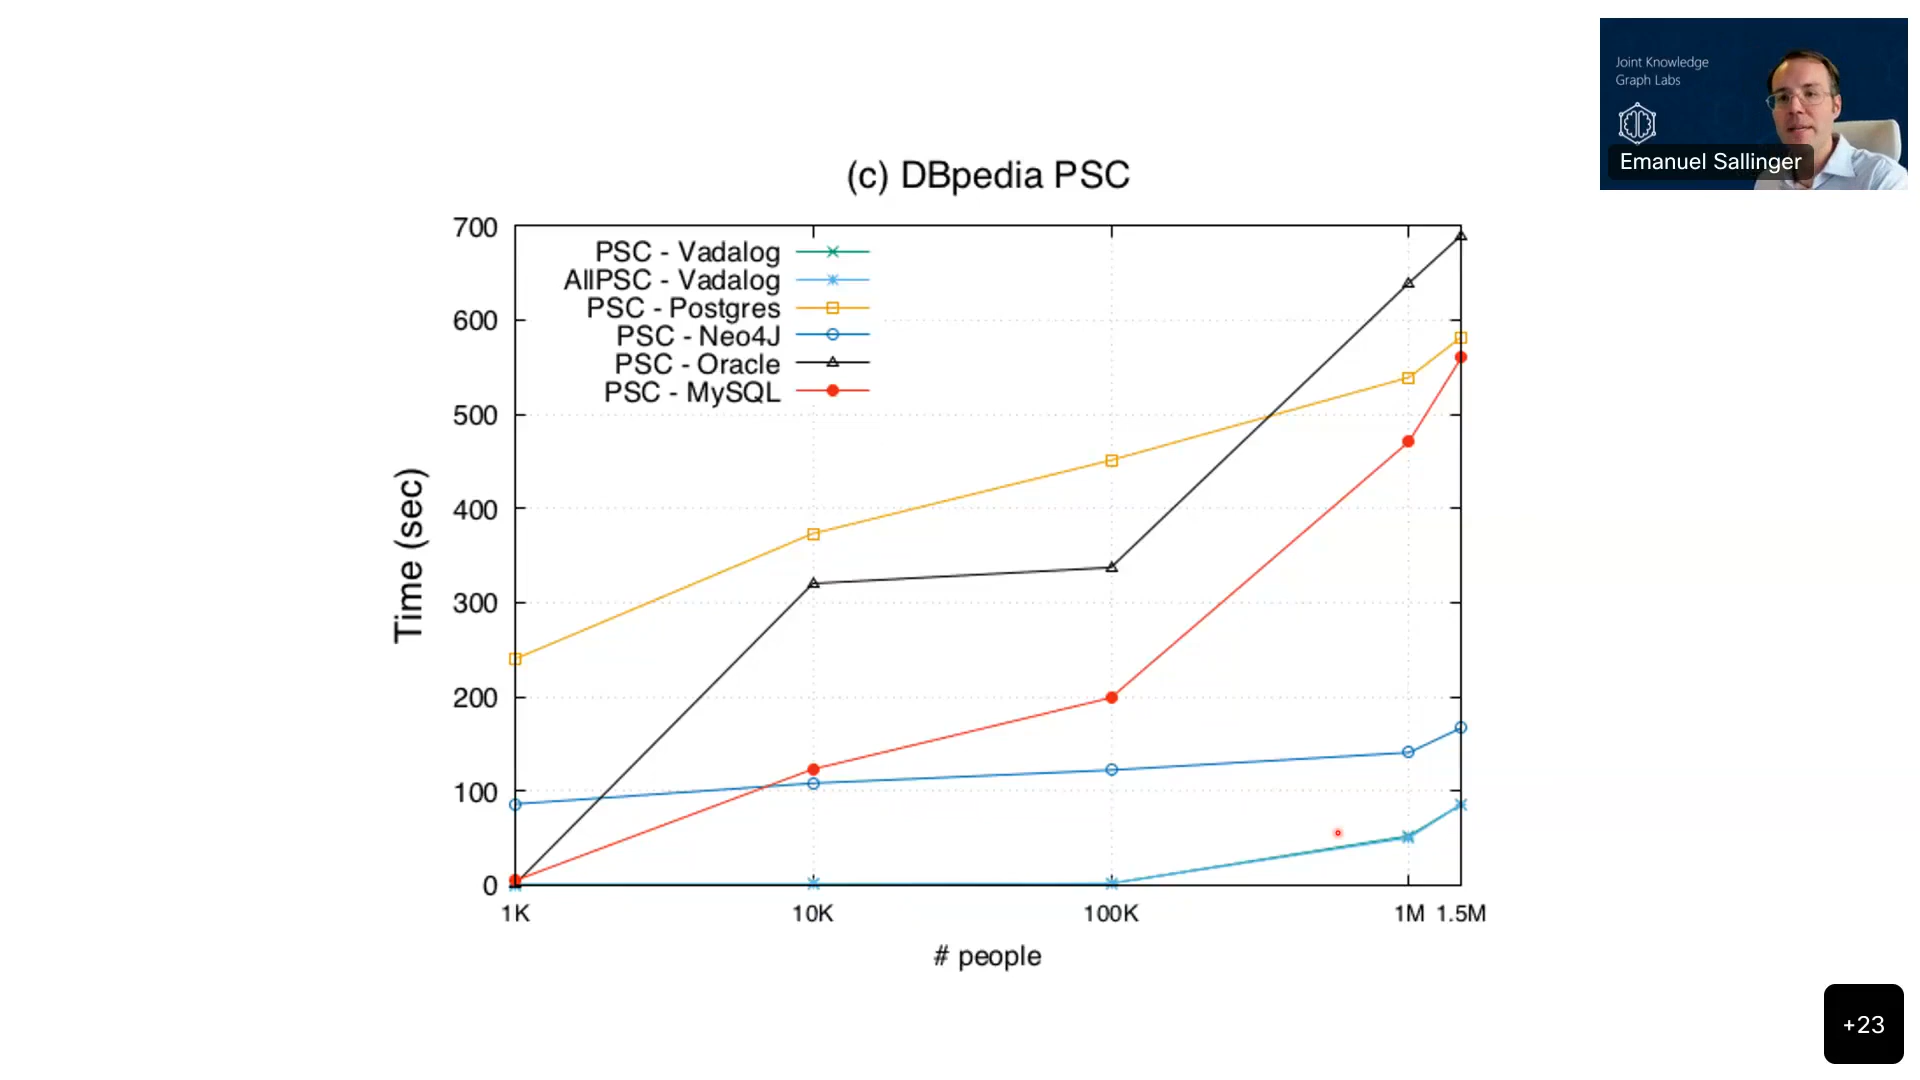 Joint Knowledge
Graph Labs
Emanuel Sallinger
(c) DBpedia PSC
700
600
500
400
300
200
100
0
PSC - Vadalog
AllPSC - Vadalog
PSC - Postgres
PSC - Neo4J
PSC - Oracle
PSC - MySQL
Time (sec)
1K 10K 100K 1M 1.5M
# people
+23